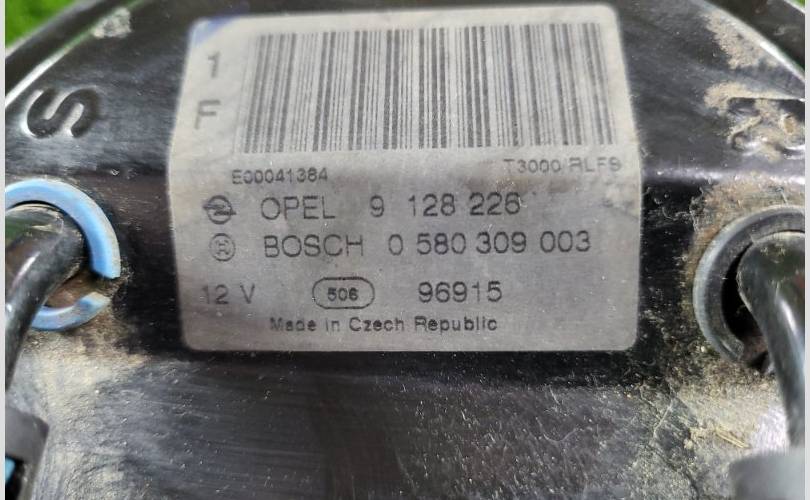 1
F
S
E00041384
T3000 RLF9
OPEL 9 128 226
BOSCH 0 580 309 003
12 V 506 96915
Made in Czech Republic